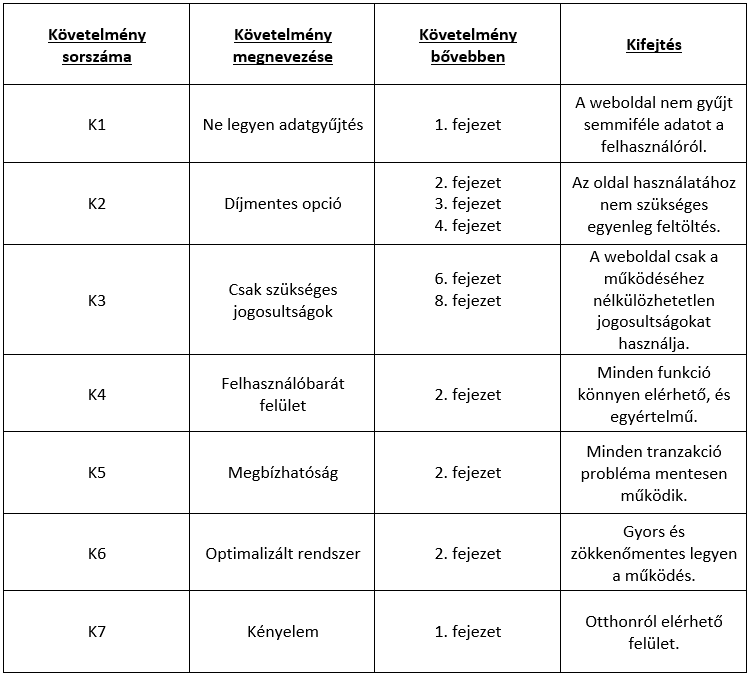 Követelmény
sorszáma
Követelmény
megnevezése
Követelmény
bővebben
Kifejtés
K1
Ne legyen adatgyűjtés
1. fejezet
A weboldal nem gyűjt
semmiféle adatot a
felhasználóról.
K2
Díjmentes opció
2. fejezet
3. fejezet
4. fejezet
Az oldal használatához
nem szükséges
egyenleg feltöltés.
K3
Csak szükséges
jogosultságok
6. fejezet
8. fejezet
A weboldal csak a
működéséhez
nélkülözhetetlen
jogosultságokat
használja.
K4
Felhasználóbarát
felület
2. fejezet
Minden funkció
könnyen elérhető, és
egyértelmű.
K5
Megbízhatóság
2. fejezet
Minden tranzakció
probléma mentesen
működik.
K6
Optimalizált rendszer
2. fejezet
Gyors és
zökkenőmentes legyen
a működés.
K7
Kényelem
1. fejezet
Otthonról elérhető
felület.